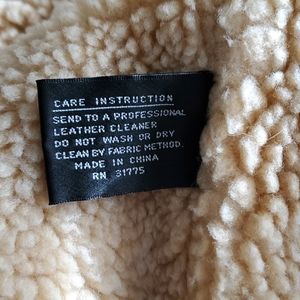 CARE INSTRUCTION
SEND TO A PROFESSIONAL
LEATHER CLEANER
DO NOT WASH OR DRY
CLEAN BY FABRIC METHOD.
MADE IN CHINA
RN 31775